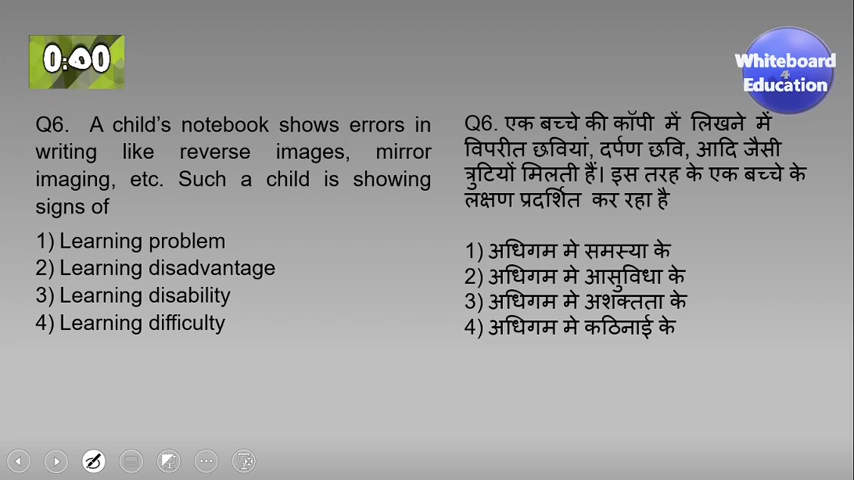 0:00
Whiteboard
4
Education
Q6. A child's notebook shows errors in
writing like reverse images, mirror
imaging, etc. Such a child is showing
signs of
1) Learning problem
2) Learning disadvantage
3) Learning disability
4) Learning difficulty
Q6. एक बच्चे की कॉपी में लिखने में
विपरीत छवियां, दर्पण छवि, आदि जैसी
त्रुटियों मिलती हैं। इस तरह के एक बच्चे के
लक्षण प्रदर्शित कर रहा है
1) अधिगम मे समस्या के
2) अधिगम मे आसुविधा के
3) अधिगम मे अशक्तता के
4) अधिगम मे कठिनाई के